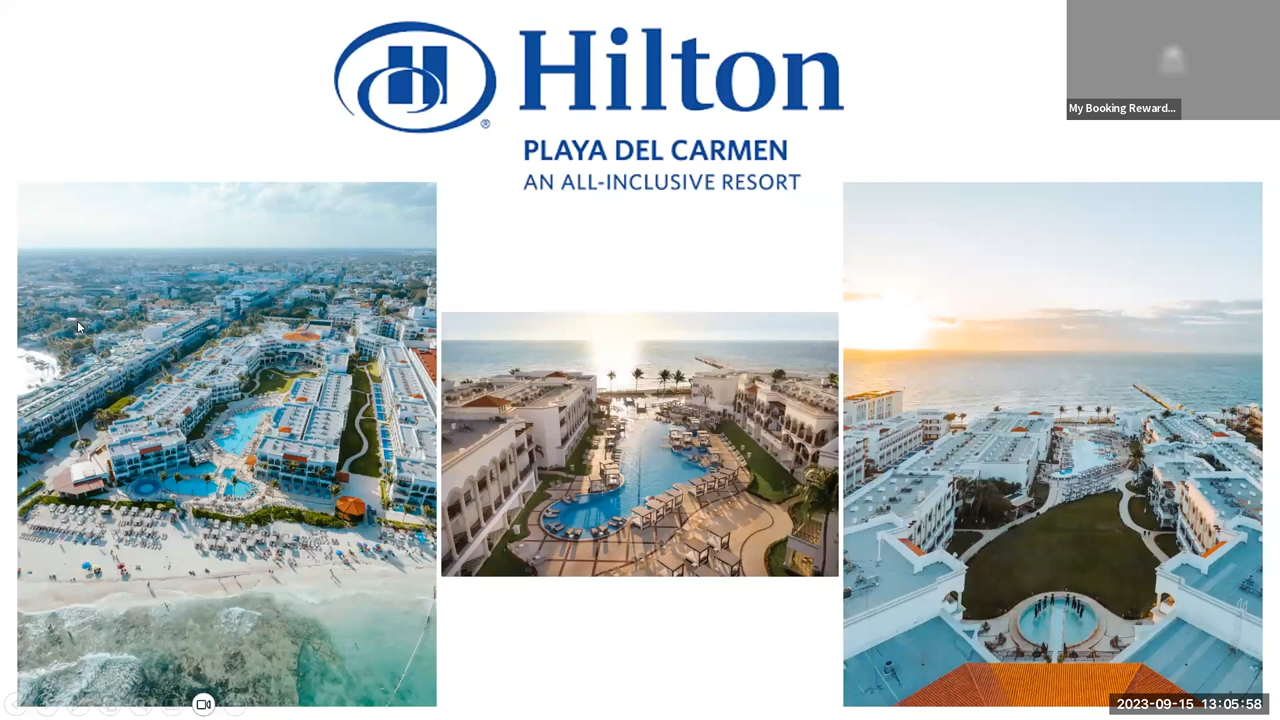 Hilton
®
PLAYA DEL CARMEN
AN ALL-INCLUSIVE RESORT
My Booking Reward...
2023-09-15 13:05:58